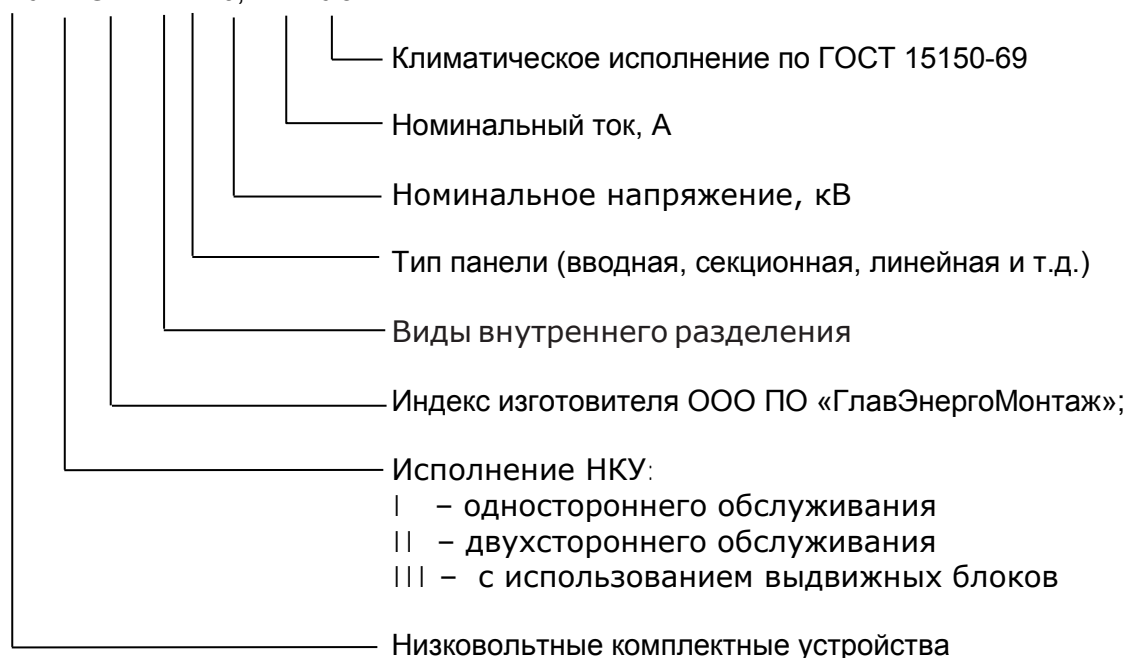 Климатическое исполнение по ГОСТ 15150-69
Номинальный ток, А
Номинальное напряжение, кВ
Тип панели (вводная, секционная, линейная и т.д.)
Виды внутреннего разделения
Индекс изготовителя ООО ПО «ГлавЭнергоМонтаж»;
Исполнение НКУ:
I – одностороннего обслуживания
II – двухстороннего обслуживания
III – с использованием выдвижных блоков
Низковольтные комплектные устройства